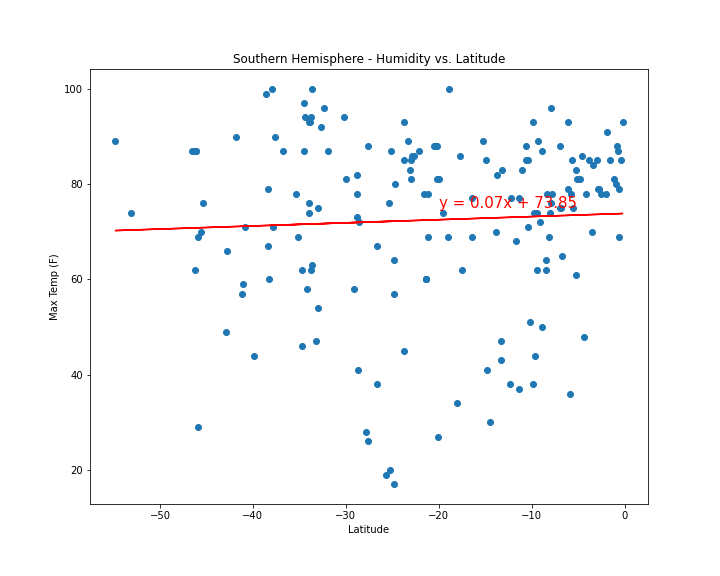 Southern Hemisphere - Humidity vs. Latitude
Max Temp (F)
100
80
60
40
20
y = 0.07x + 73.85
−50
−40
−30
−20
−10
0
Latitude